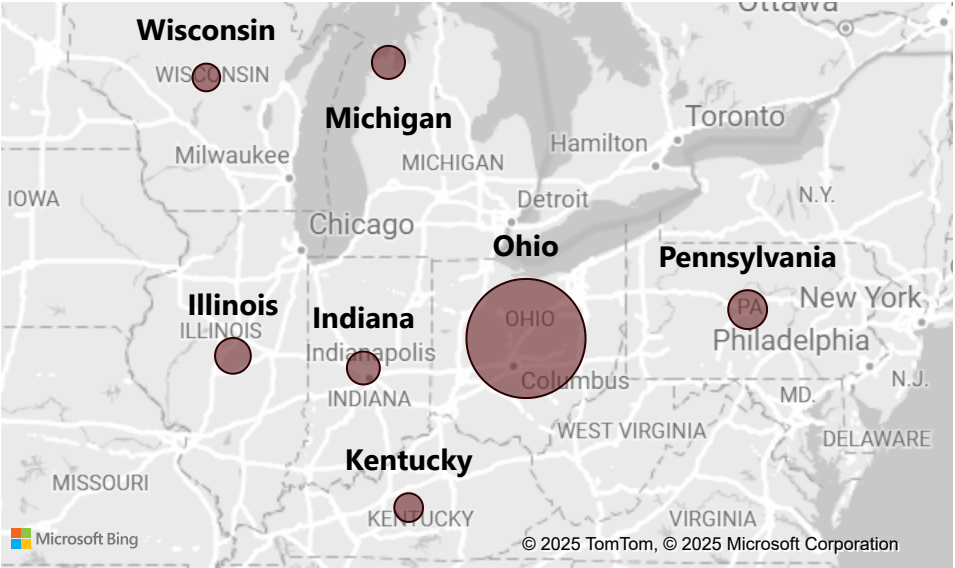 Ottawa
Wisconsin
WISCONSIN
Michigan
Toronto
Hamilton
Milwaukee
MICHIGAN
IOWA
Detroit
N.Y.
Chicago
Ohio
Pennsylvania
Illinois
Indiana
OHIO
PA
New York
ILLINOIS
Indianapolis
Philadelphia
Columbus
N.J.
INDIANA
MD.
WEST VIRGINIA
DELAWARE
Kentucky
MISSOURI
KENTUCKY
VIRGINIA
Microsoft Bing
© 2025 TomTom, © 2025 Microsoft Corporation